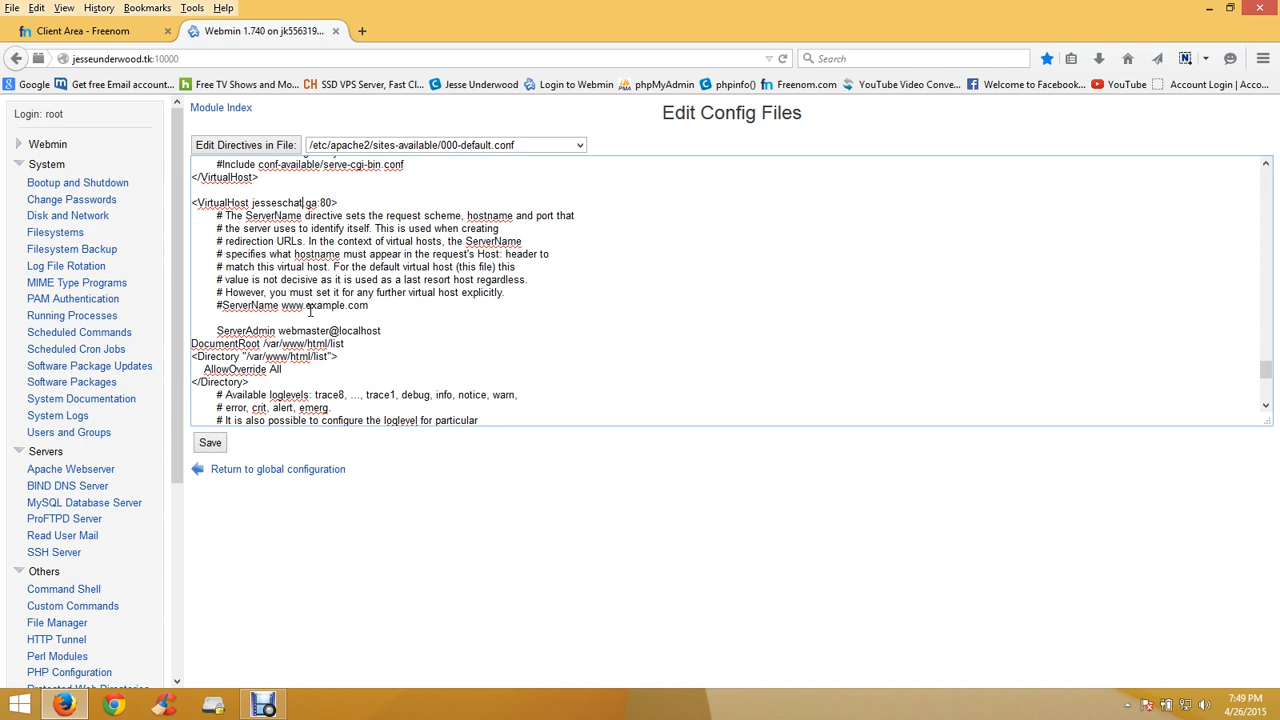 File Edit View History Bookmarks Tools Help
Client Area - Freenom
Webmin 1.740 on jk556319...
jesseunderwood.tk:10000
Search
Google
Get Free Email account...
Free TV Shows and Mo...
SSD VPS Server, Fr Cl...
Jesse Underwood
Login to Webmin
phpMyAdmin
phpinfo()
Freenom.com
YouTube Video Conve...
Welcome to Facebook...
YouTube
Account Login | Acco...
Login: root
Webmin
System
Bootup and Shutdown
Change Passwords
Disk and Network
Filesystems
Filesystem Backup
Log File Rotation
MIME Type Programs
PAM Authentication
Running Processes
Scheduled Commands
Scheduled Cron Jobs
Software Package Updates
Software Packages
System Documentation
System Logs
Users and Groups
Servers
Apache Webserver
BIND DNS Server
MySQL Database Server
ProFTPD Server
Read User Mail
SSH Server
Others
Command Shell
Custom Commands
File Manager
HTTP Tunnel
Perl Modules
PHP Configuration
Protected Web Directories
Module Index
Edit Config Files
Edit Directives in File: /etc/apache2/sites-available/000-default.conf
#Include conf-available/serve-cgi-bin.conf
</VirtualHost>
<VirtualHost jesseschat.ga:80>
# The ServerName directive sets the request scheme, hostname and port that
# the server uses to identify itself. This is used when creating
# redirection URLs. In the context of virtual hosts, the ServerName
# specifies what hostname must appear in the request's Host: header to
# match this virtual host. For the default virtual host (this file) this
# value is not decisive as it is used as a last resort host regardless.
# However, you must set it for any further virtual host explicitly.
#ServerName www.example.com
ServerAdmin webmaster@localhost
DocumentRoot /var/www/html/list
<Directory "/var/www/html/list">
AllowOverride All
</Directory>
# Available loglevels: trace8, ..., trace1, debug, info, notice, warn,
# error, crit, alert, emerg.
# It is also possible to configure the loglevel for particular
Save
Return to global configuration
7:49 PM
4/26/2015